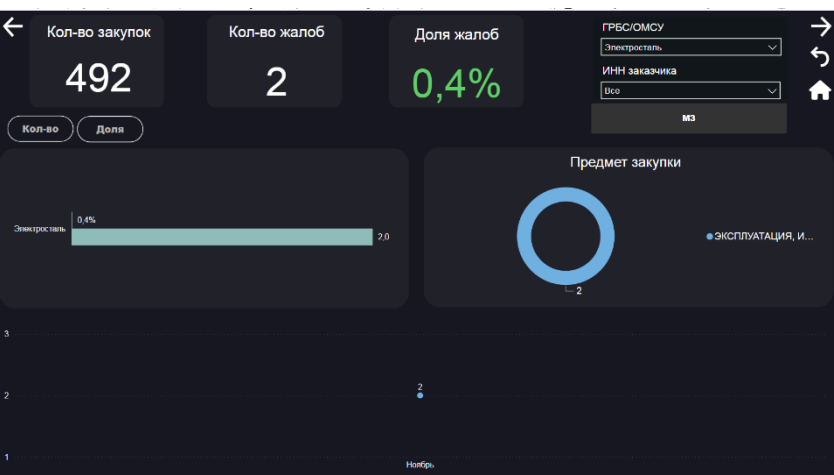 Кол-во закупок
492
Кол-во жалоб
2
Доля жалоб
0,4%
ГРБС/ОМСУ
Электросталь
ИНН заказчика
Все
МЗ
Кол-во
Доля
Электросталь
0,4%
2,0
Предмет закупки
ЭКСПЛУАТАЦИЯ, И...
2
3
2
1
2
Ноябрь